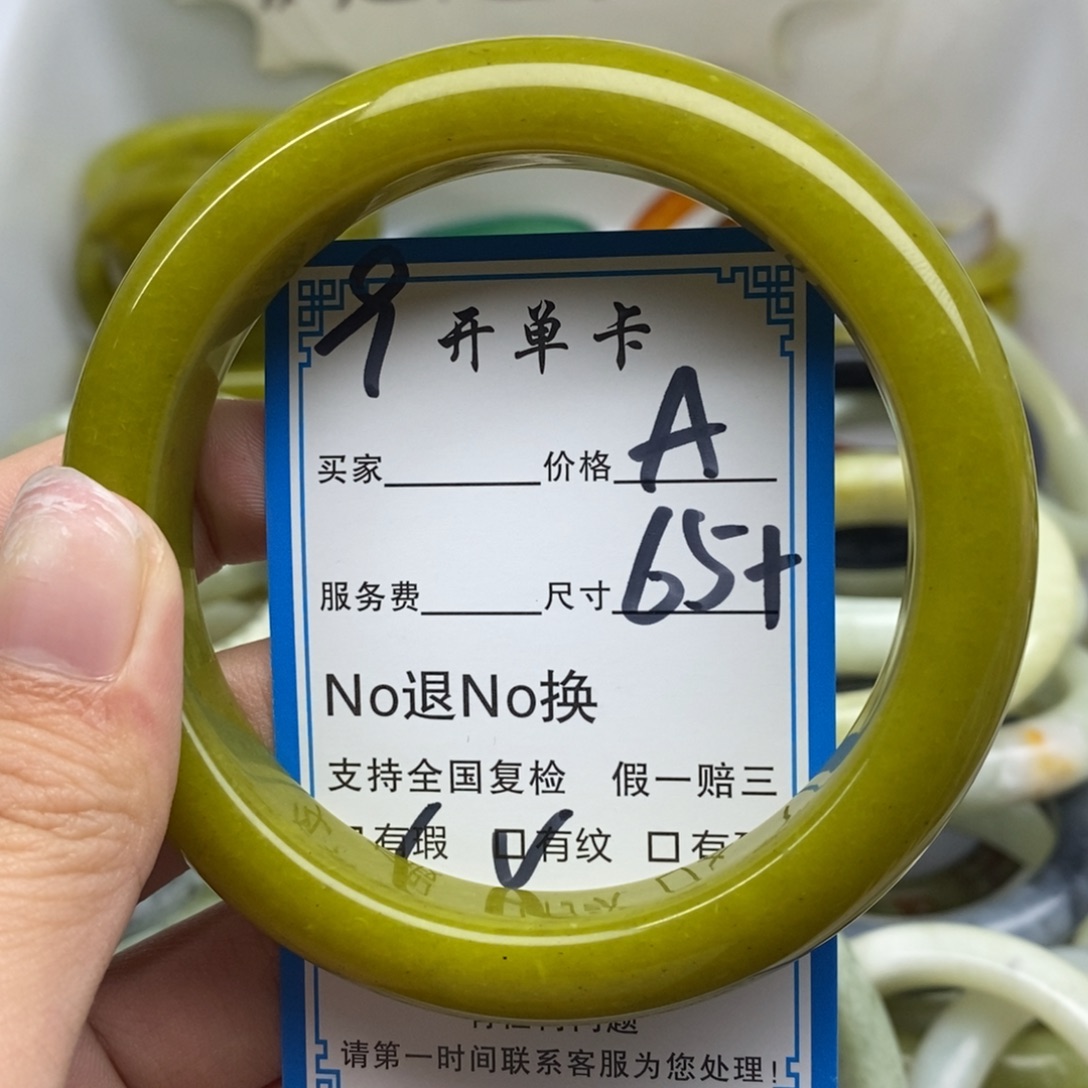 9 开单卡
买家 价格 A
服务费 尺寸 65+
No退No换
支持全国复检 假一赔三
有瑕 有纹 有
请第一时间联系客服为您处理！